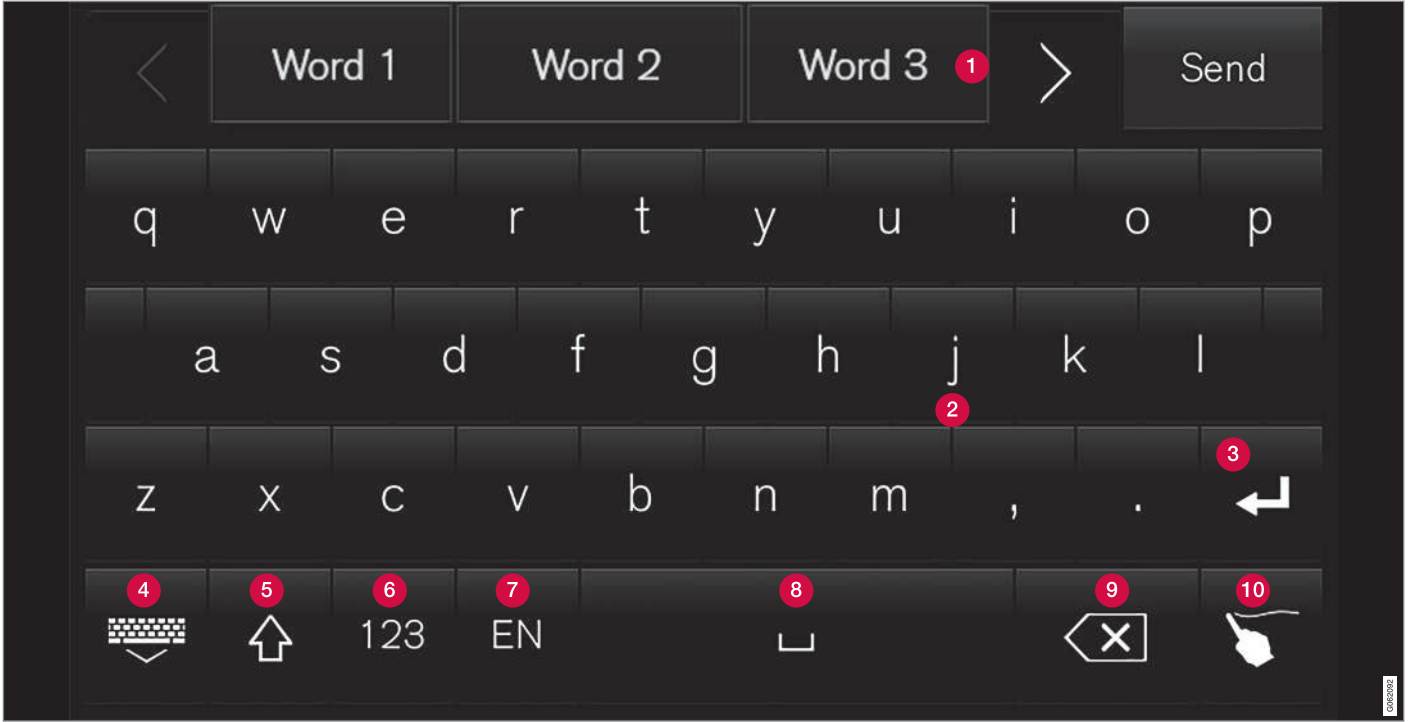 Word 1 Word 2 Word 3 1 Send
q w e r t y u i o p
a s d f g h j k l
2
3
z x c v b n m , .
4 5 6 7 8 9 10
123 EN
G062092